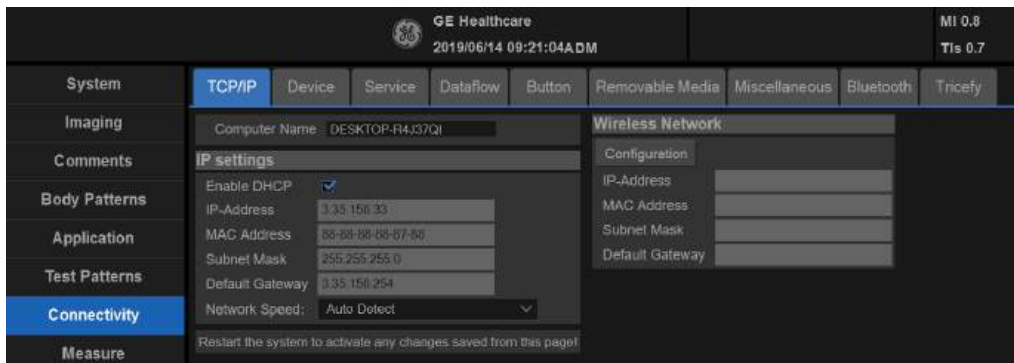 GE Healthcare
2019/06/14 09:21:04ADM
MI 0.8
TIs 0.7
System
Imaging
Comments
Body Patterns
Application
Test Patterns
Connectivity
Measure
TCP/IP Device Service Dataflow Button Removable Media Miscellaneous Bluetooth Tricefy
Computer Name DESKTOP-R4J37QI
IP settings
Enable DHCP
IP-Address 3.35.156.33
MAC Address
Subnet Mask 255.255.255.0
Default Gateway 3.35.156.254
Network Speed: Auto Detect
Restart the system to activate any changes saved from this page!
Wireless Network
Configuration
IP-Address
MAC Address
Subnet Mask
Default Gateway